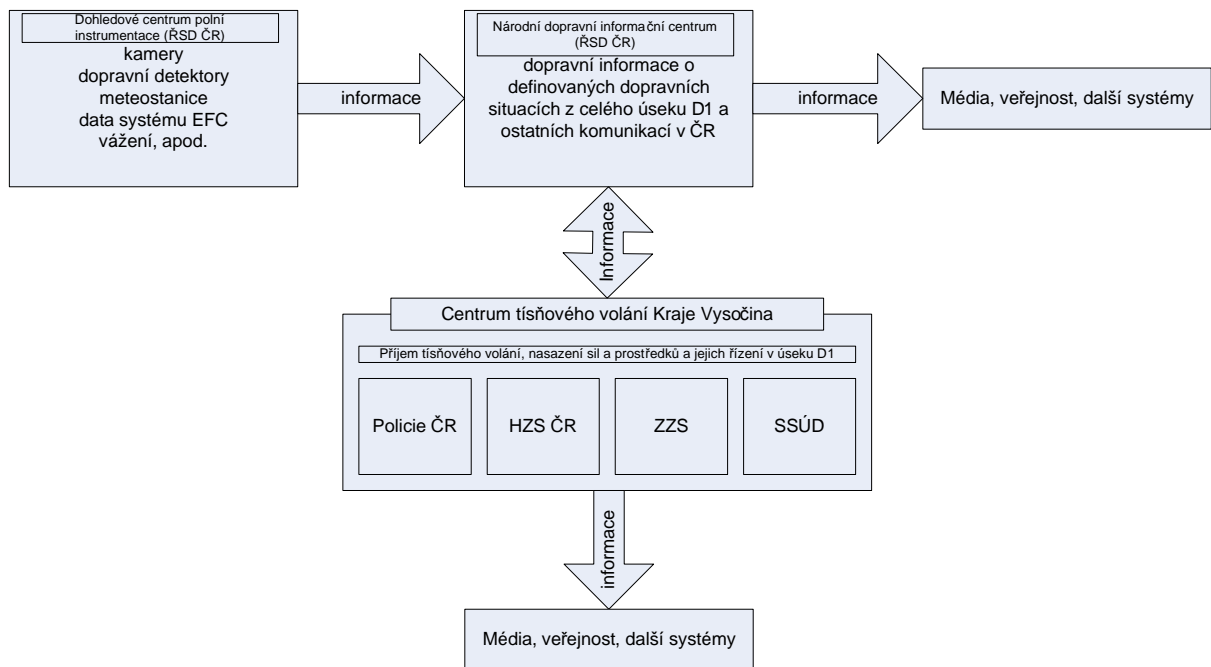 Dohledové centrum polní
instrumentace (ŘSD ČR)
kamery
dopravní detektory
meteostanice
data systému EFC
vážení, apod.
informace
Národní dopravní informační centrum
(ŘSD ČR)
dopravní informace o
definovaných dopravních
situacích z celého úseku D1 a
ostatních komunikací v ČR
informace
Média, veřejnost, další systémy
Informace
Centrum tísňového volání Kraje Vysočina
Příjem tísňového volání, nasazení sil a prostředků a jejich řízení v úseku D1
Policie ČR
HZS ČR
ZZS
SSÚD
informace
Média, veřejnost, další systémy